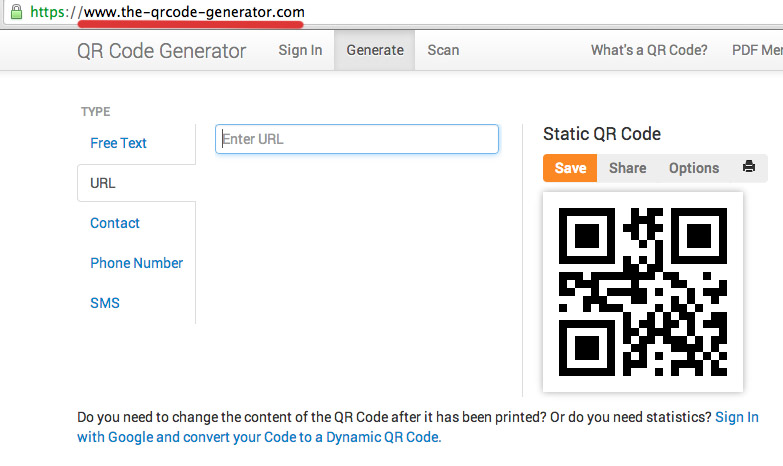 https://www.the-qrcode-generator.com
QR Code Generator Sign In Generate Scan What's a QR Code? PDF Mer
TYPE
Free Text
URL
Contact
Phone Number
SMS
Enter URL
Static QR Code
Save Share Options
Do you need to change the content of the QR Code after it has been printed? Or do you need statistics? Sign In
with Google and convert your Code to a Dynamic QR Code.